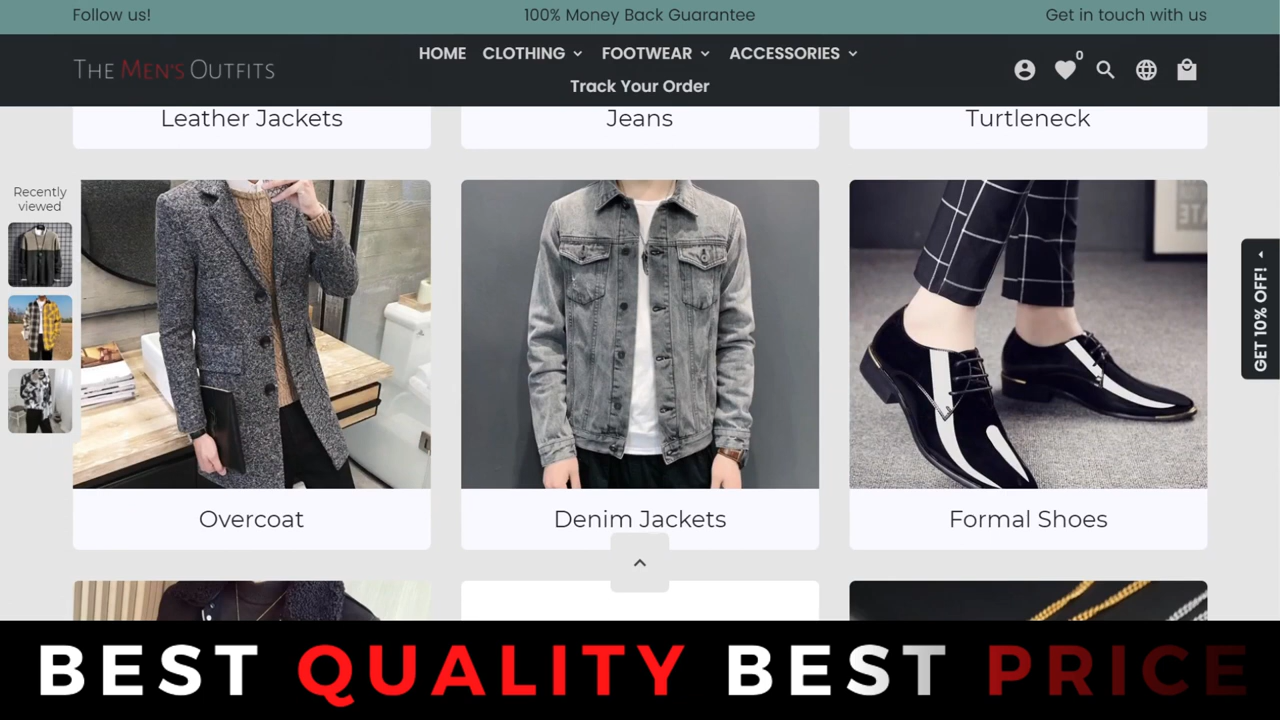 Follow us!
100% Money Back Guarantee
Get in touch with us
THE MEN'S OUTFITS
HOME CLOTHING FOOTWEAR ACCESSORIES
Track Your Order
0
Leather Jackets
Jeans
Turtleneck
Recently
viewed
GET 10% OFF!
Overcoat
Denim Jackets
Formal Shoes
BEST QUALITY BEST PRICE